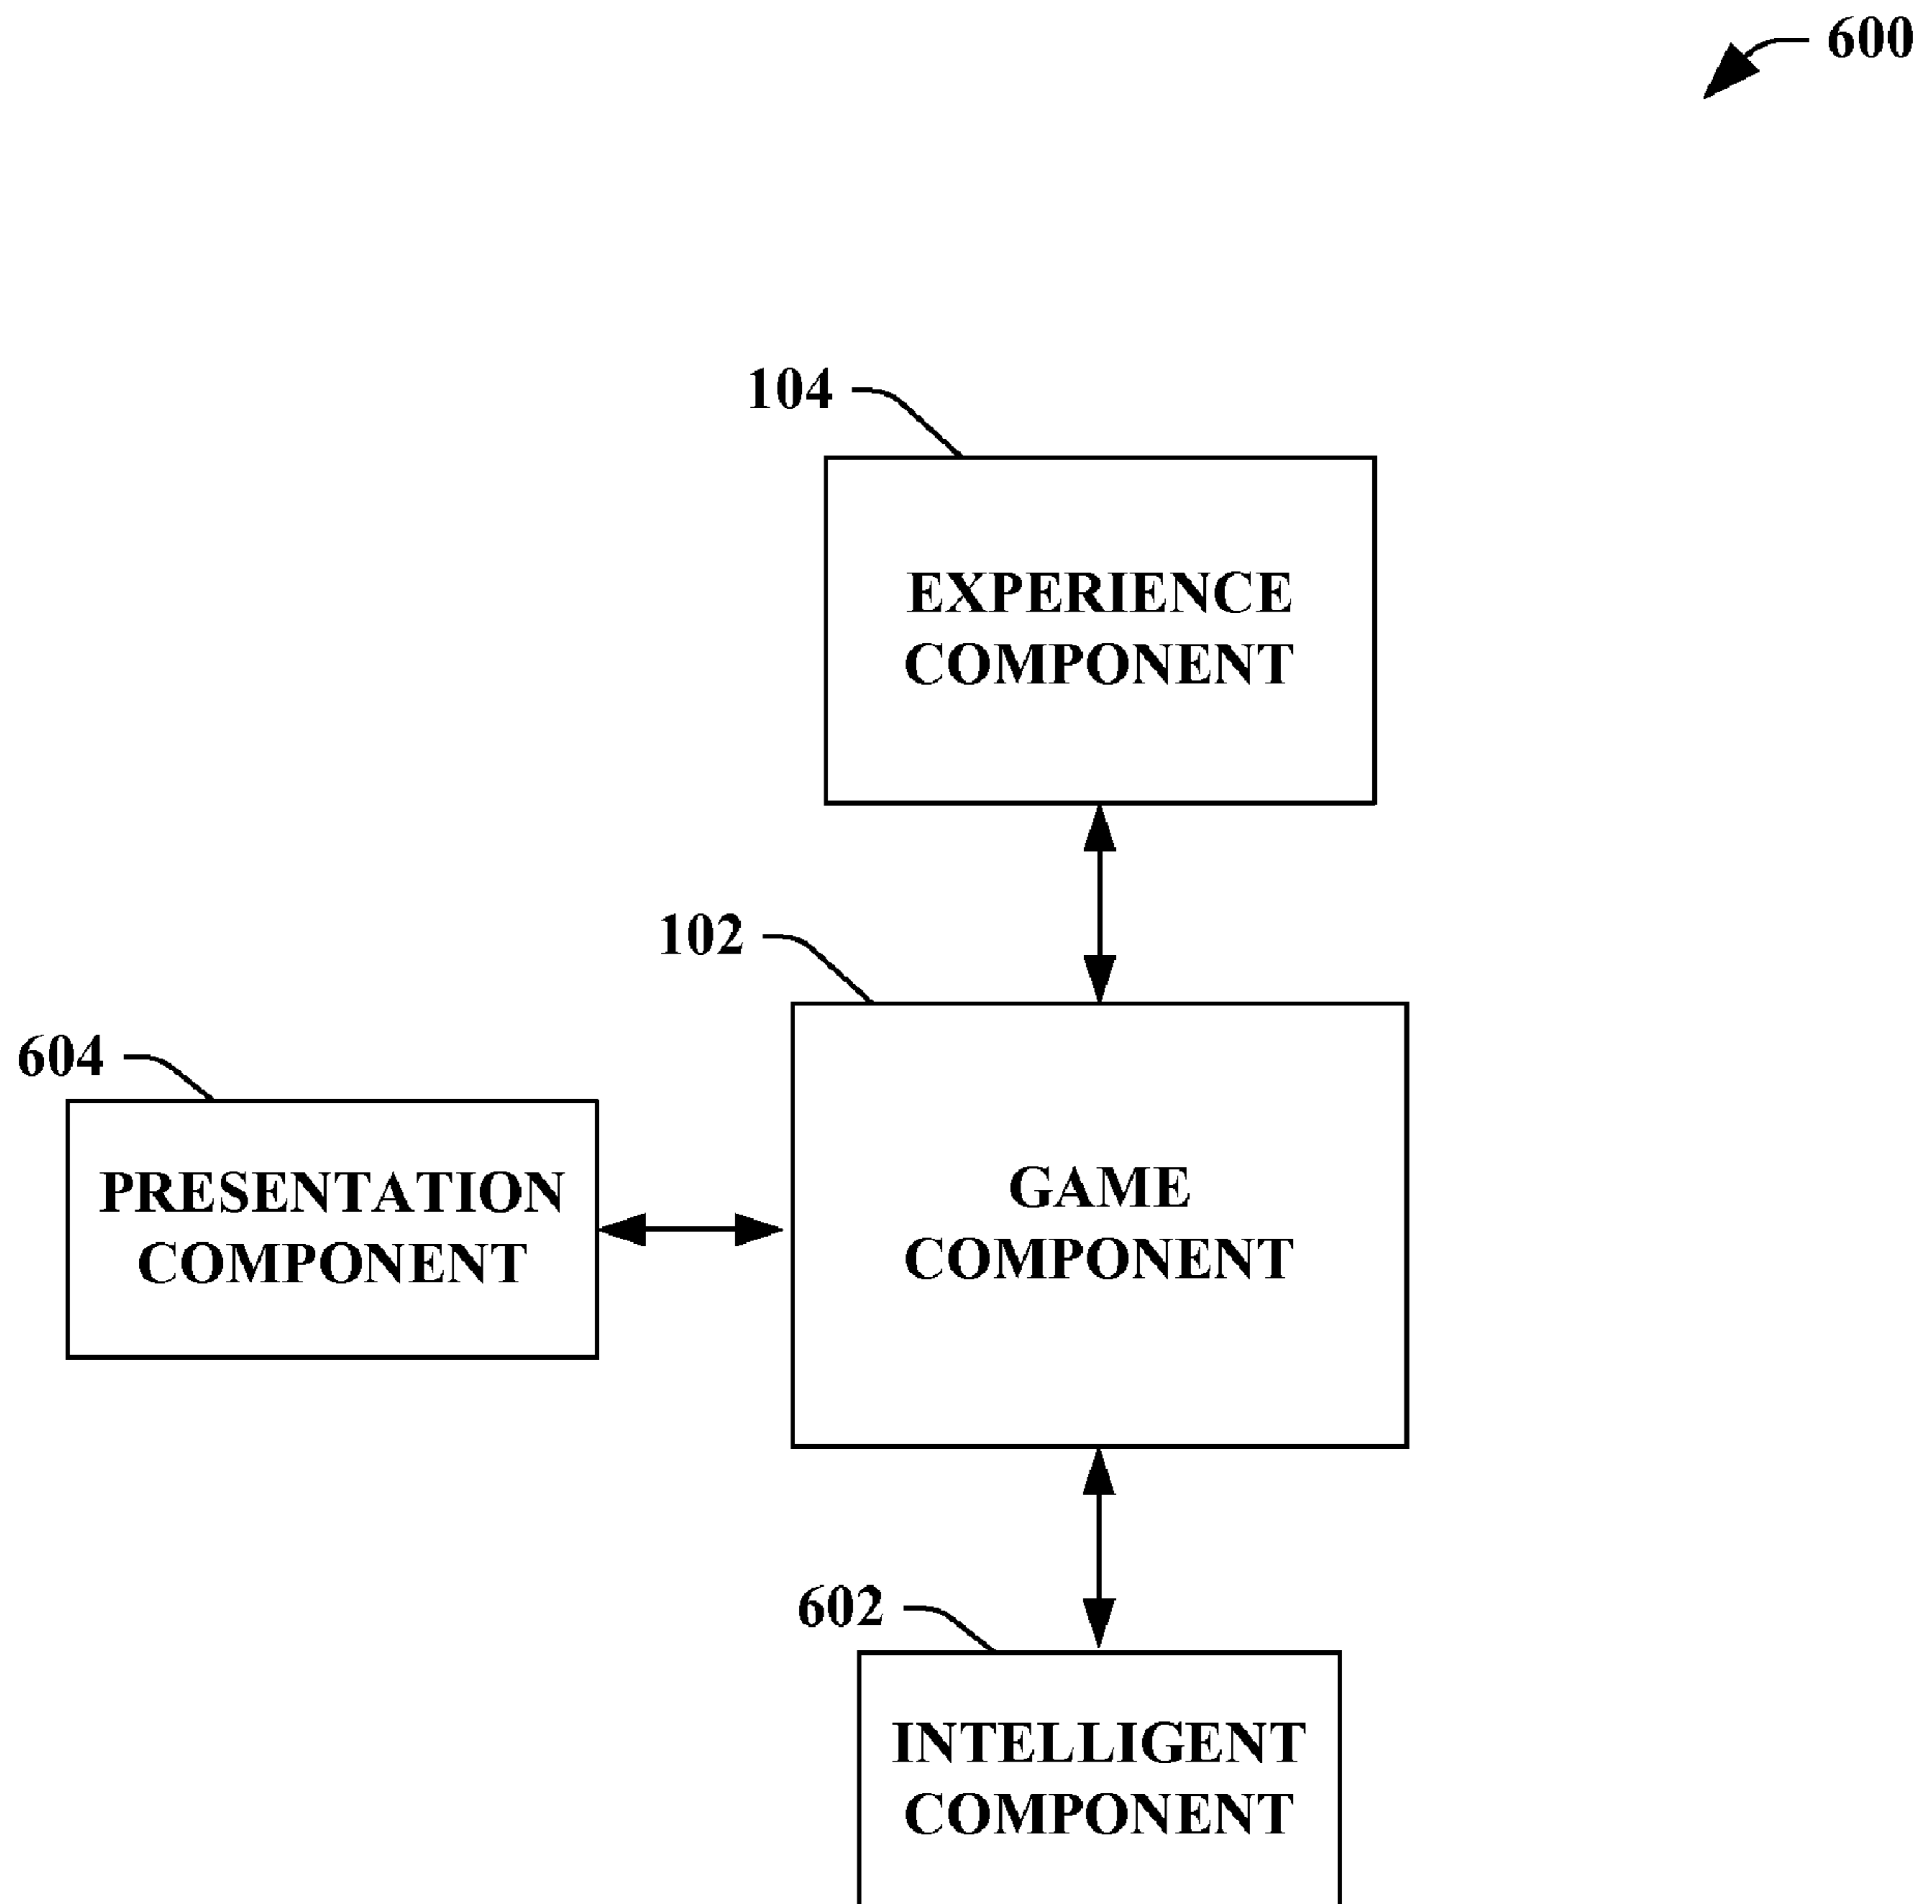 600
104
EXPERIENCE
COMPONENT
102
604
PRESENTATION
COMPONENT
GAME
COMPONENT
602
INTELLIGENT
COMPONENT